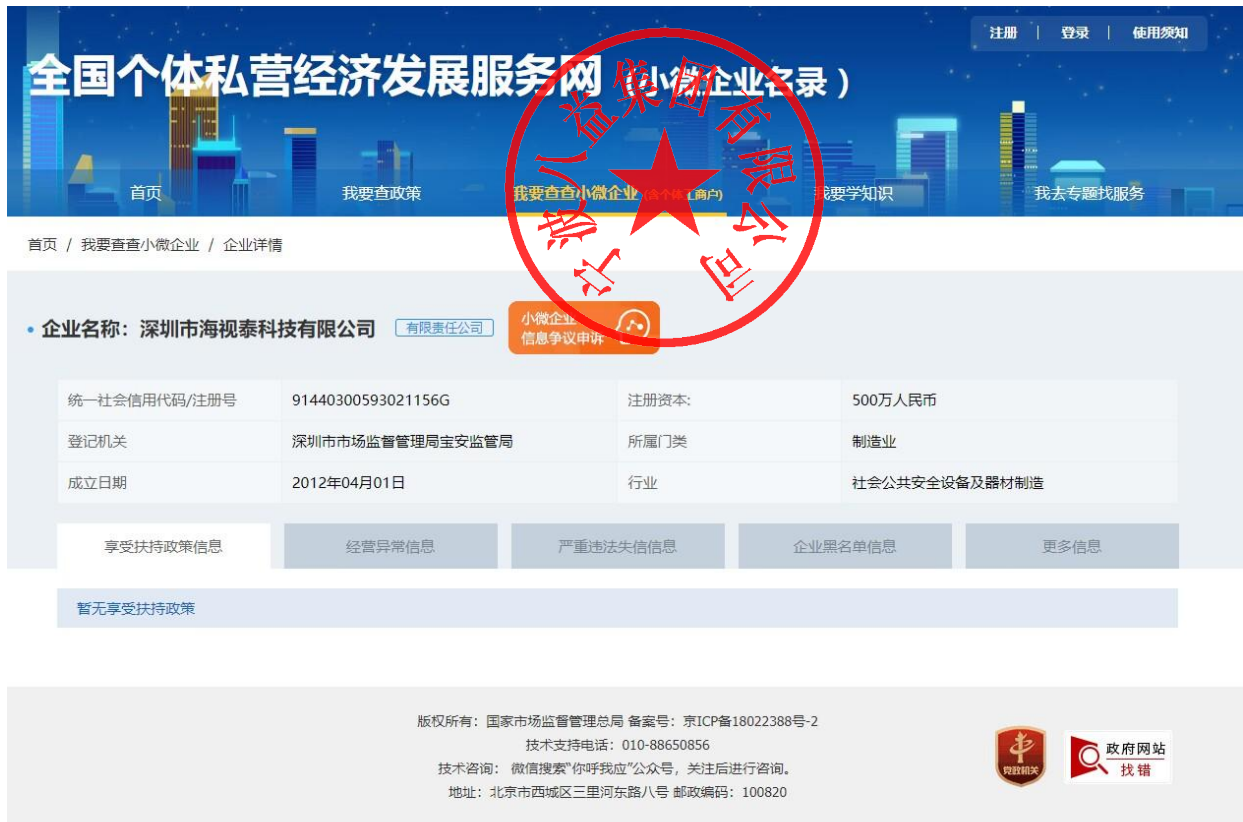 注册 | 登录 | 使用须知
全国个体私营经济发展服务网（小微企业名录）
首页 我要查政策 我要查查小微企业(含个体工商户) 我要学知识 我去专题找服务
宁波八益集团有限公司
首页 / 我要查查小微企业 / 企业详情
• 企业名称：深圳市海视泰科技有限公司 有限责任公司
小微企业
信息争议申诉
统一社会信用代码/注册号 91440300593021156G 注册资本: 500万人民币
登记机关 深圳市市场监督管理局宝安监管局 所属门类 制造业
成立日期 2012年04月01日 行业 社会公共安全设备及器材制造
享受扶持政策信息 经营异常信息 严重违法失信信息 企业黑名单信息 更多信息
暂无享受扶持政策
版权所有：国家市场监督管理总局 备案号：京ICP备18022388号-2
技术支持电话：010-88650856
技术咨询： 微信搜索“你呼我应”公众号，关注后进行咨询。
地址：北京市西城区三里河东路八号 邮政编码：100820
党政机关
政府网站
找错